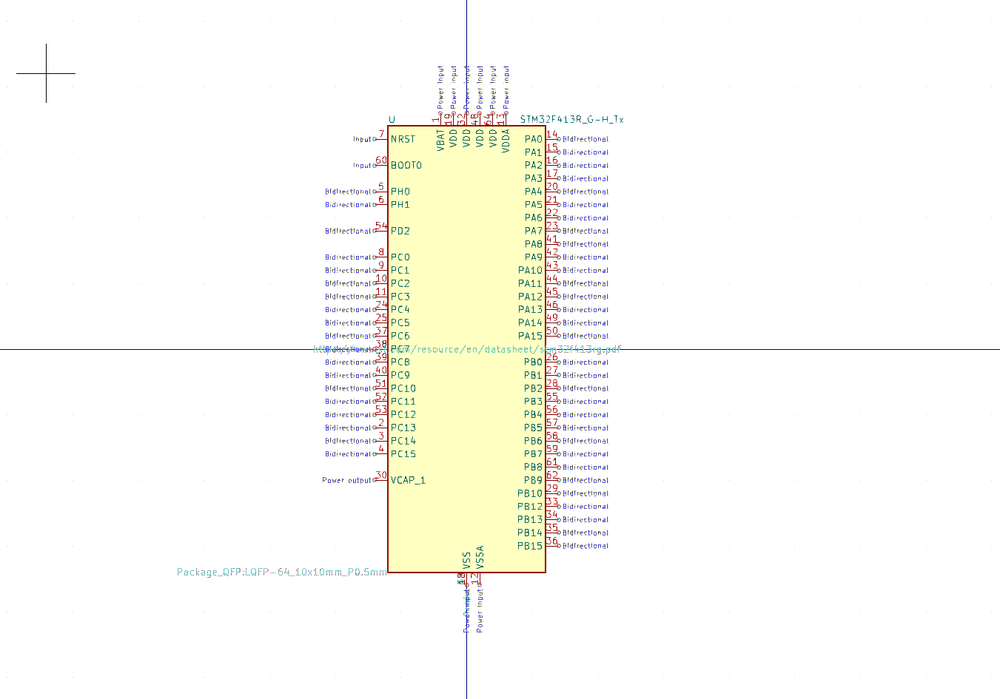 Power Input Power Input Power Input Power Input Power Input Power Input
U STM32F413R_G-H_Tx
1 19 32 48 64 13
VBAT VDD VDD VDD VDD VDDA
Input 7 NRST PA0 14 Bidirectional
PA1 15 Bidirectional
Input 60 BOOT0 PA2 16 Bidirectional
PA3 17 Bidirectional
Bidirectional 5 PH0 PA4 20 Bidirectional
Bidirectional 6 PH1 PA5 21 Bidirectional
PA6 22 Bidirectional
Bidirectional 54 PD2 PA7 23 Bidirectional
PA8 41 Bidirectional
Bidirectional 8 PC0 PA9 42 Bidirectional
Bidirectional 9 PC1 PA10 43 Bidirectional
Bidirectional 10 PC2 PA11 44 Bidirectional
Bidirectional 11 PC3 PA12 45 Bidirectional
Bidirectional 24 PC4 PA13 46 Bidirectional
Bidirectional 25 PC5 PA14 49 Bidirectional
Bidirectional 37 PC6 PA15 50 Bidirectional
38 PC7 /resource/en/datasheet/stm32f413rg.pdf
Bidirectional 39 PC8 PB0 26 Bidirectional
Bidirectional 40 PC9 PB1 27 Bidirectional
Bidirectional 51 PC10 PB2 28 Bidirectional
Bidirectional 52 PC11 PB3 55 Bidirectional
Bidirectional 53 PC12 PB4 56 Bidirectional
Bidirectional 2 PC13 PB5 57 Bidirectional
Bidirectional 3 PC14 PB6 58 Bidirectional
Bidirectional 4 PC15 PB7 59 Bidirectional
PB8 61 Bidirectional
Power output 30 VCAP_1 PB9 62 Bidirectional
PB10 29 Bidirectional
PB12 33 Bidirectional
PB13 34 Bidirectional
PB14 35 Bidirectional
PB15 36 Bidirectional
VSS VSSA
Package_QFP:LQFP-64_10x10mm_P0.5mm
12
Power Input